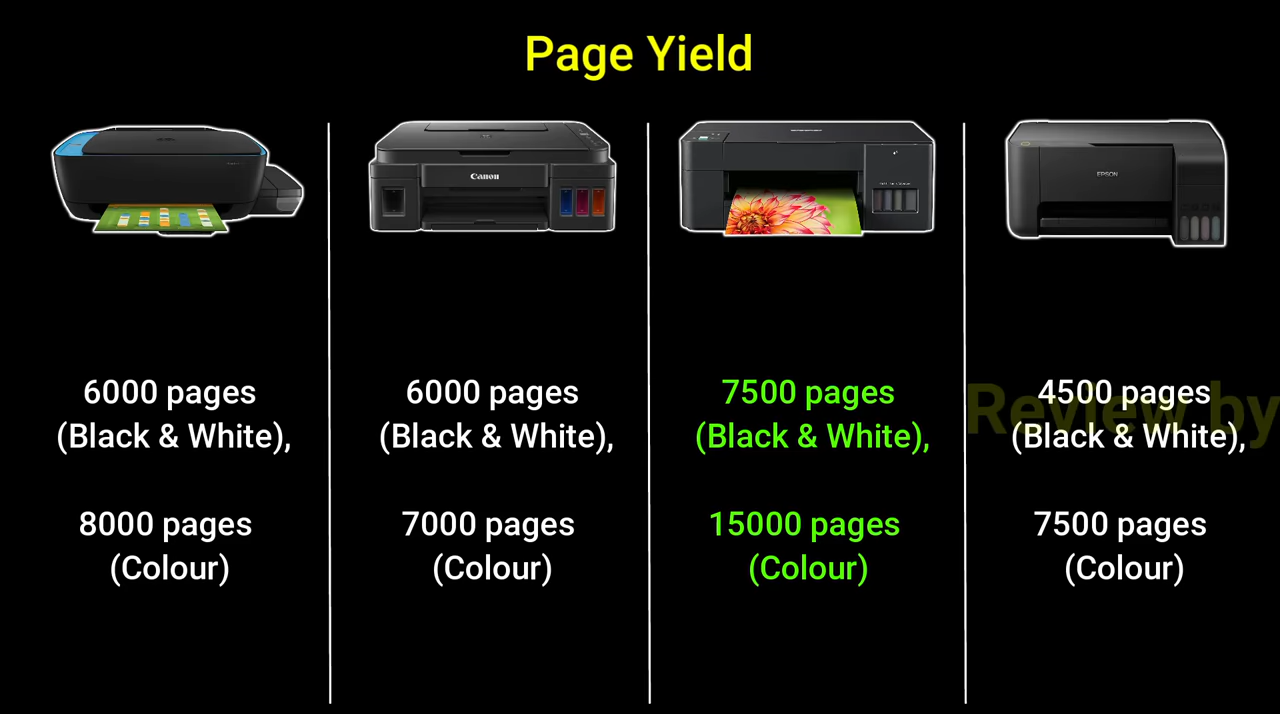 Page Yield
Canon
EPSON
6000 pages
(Black & White),
8000 pages
(Colour)
6000 pages
(Black & White),
7000 pages
(Colour)
7500 pages
(Black & White),
15000 pages
(Colour)
4500 pages
(Black & White),
7500 pages
(Colour)
Review by